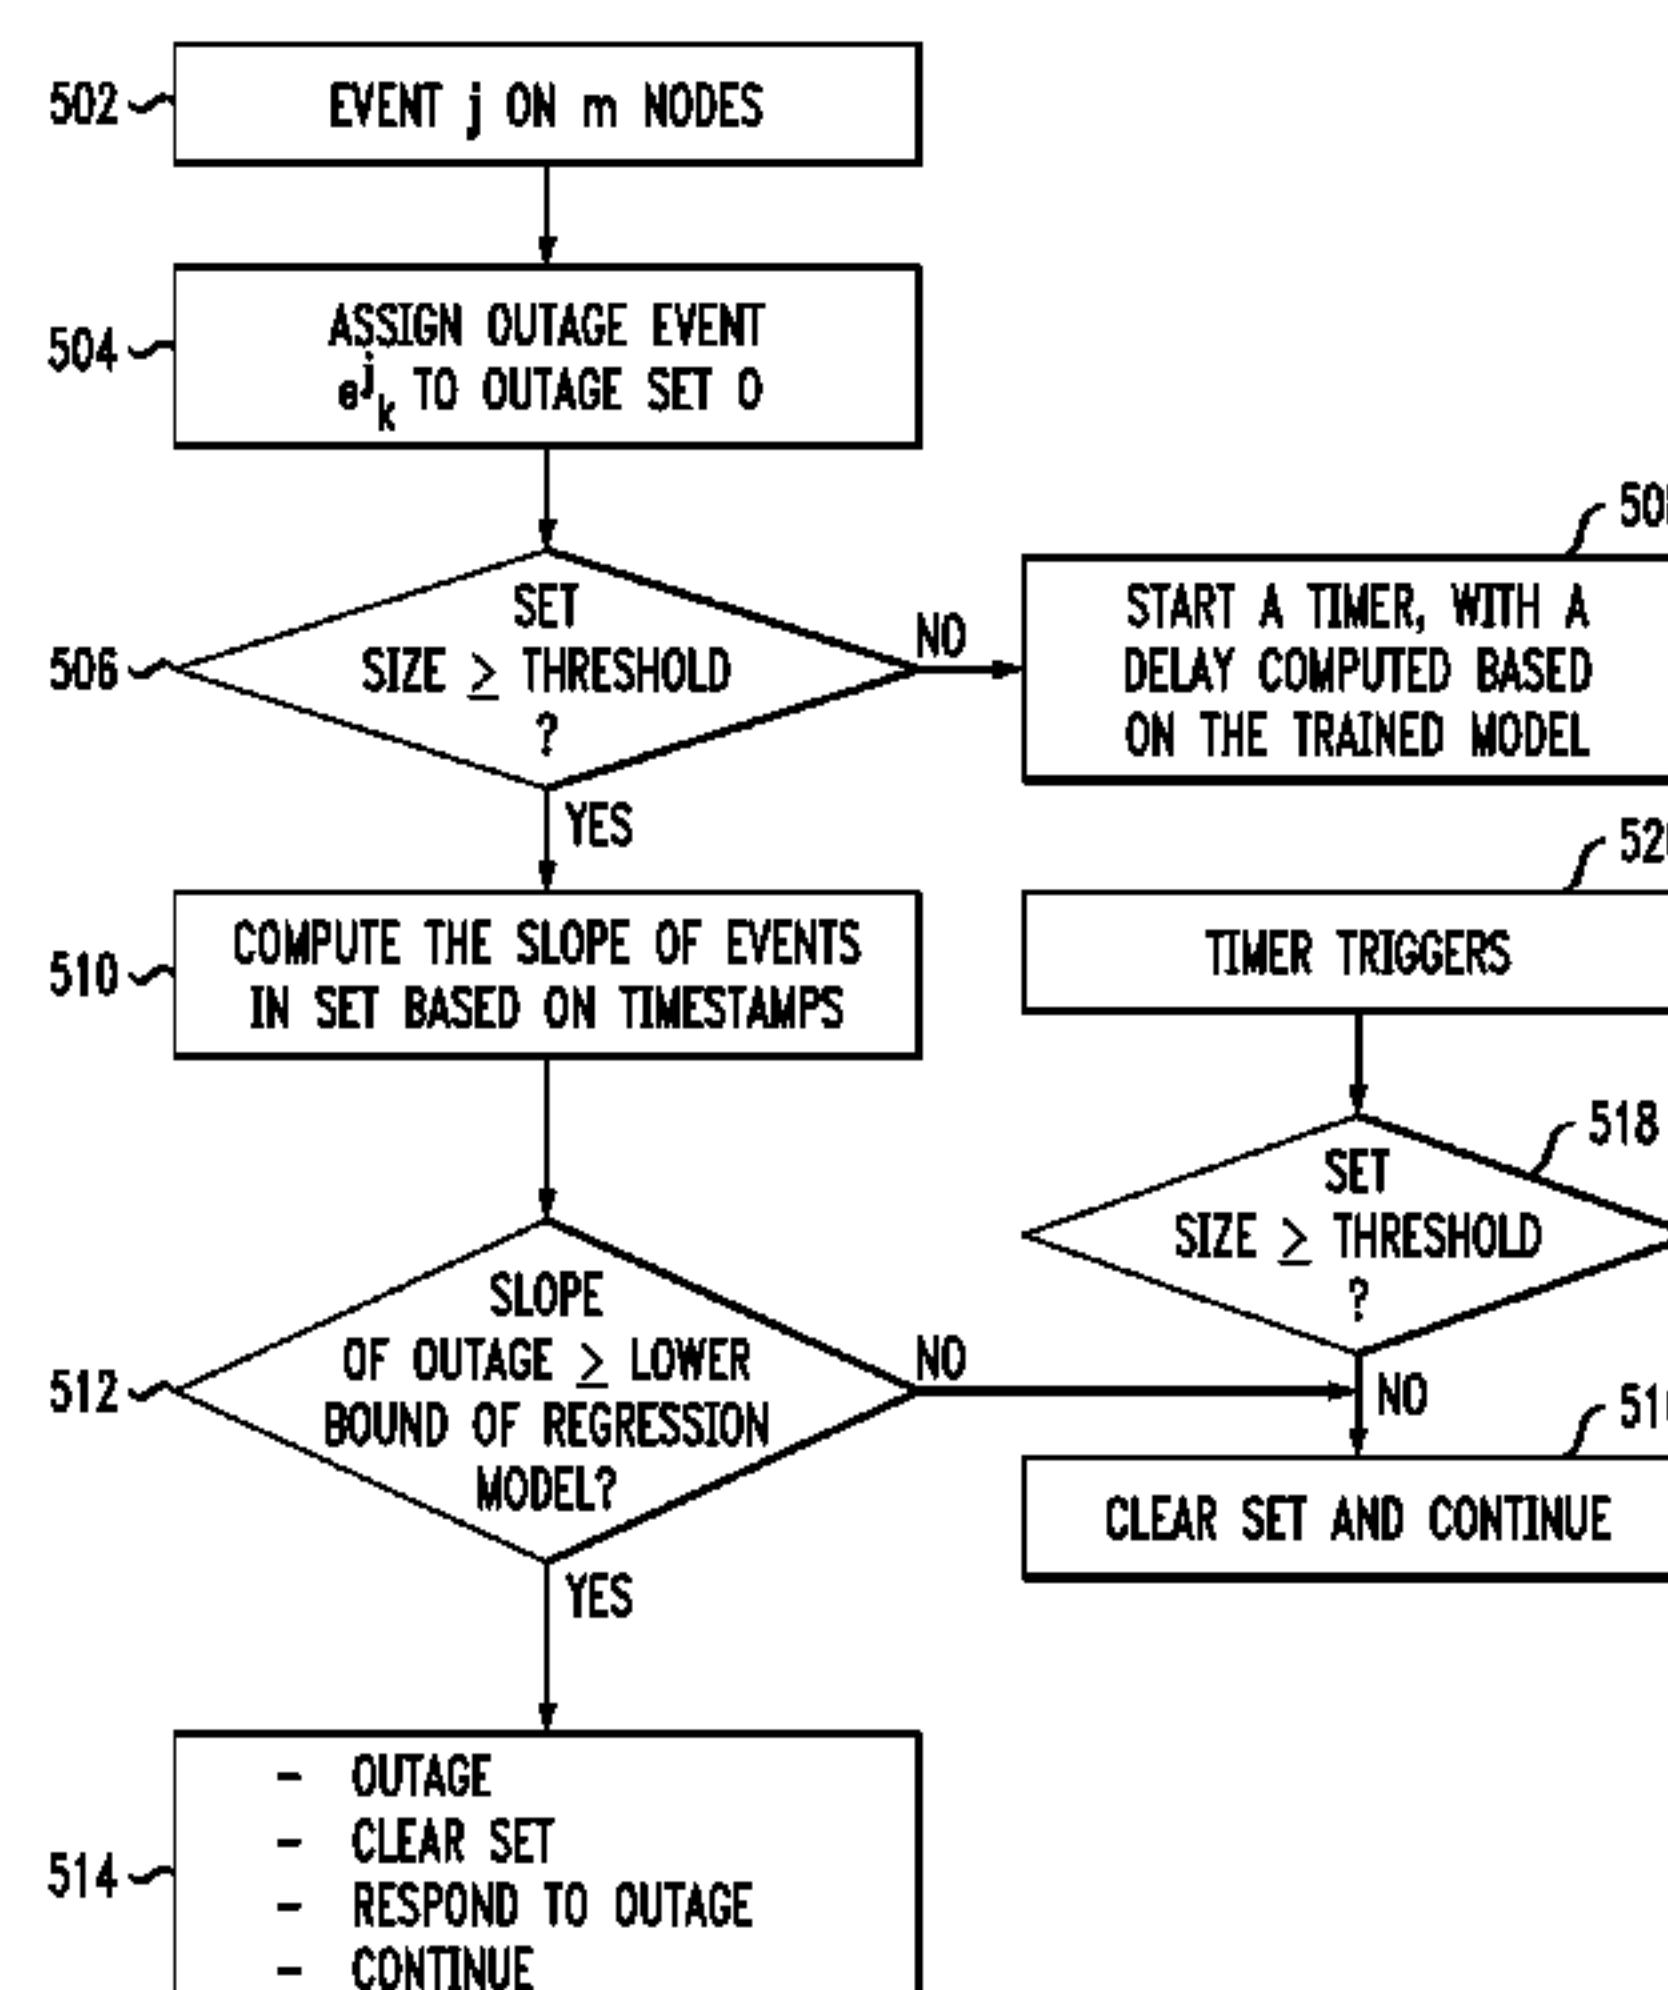 502
EVENT j ON m NODES
504
ASSIGN OUTAGE EVENT
e^j_k TO OUTAGE SET O
506
SET
SIZE ≥ THRESHOLD
?
NO
YES
START A TIMER, WITH A
DELAY COMPUTED BASED
ON THE TRAINED MODEL
510
COMPUTE THE SLOPE OF EVENTS
IN SET BASED ON TIMESTAMPS
TIMER TRIGGERS
518
SET
SIZE ≥ THRESHOLD
?
NO
512
SLOPE
OF OUTAGE ≥ LOWER
BOUND OF REGRESSION
MODEL?
NO
YES
CLEAR SET AND CONTINUE
514
- OUTAGE
- CLEAR SET
- RESPOND TO OUTAGE
- CONTINUE